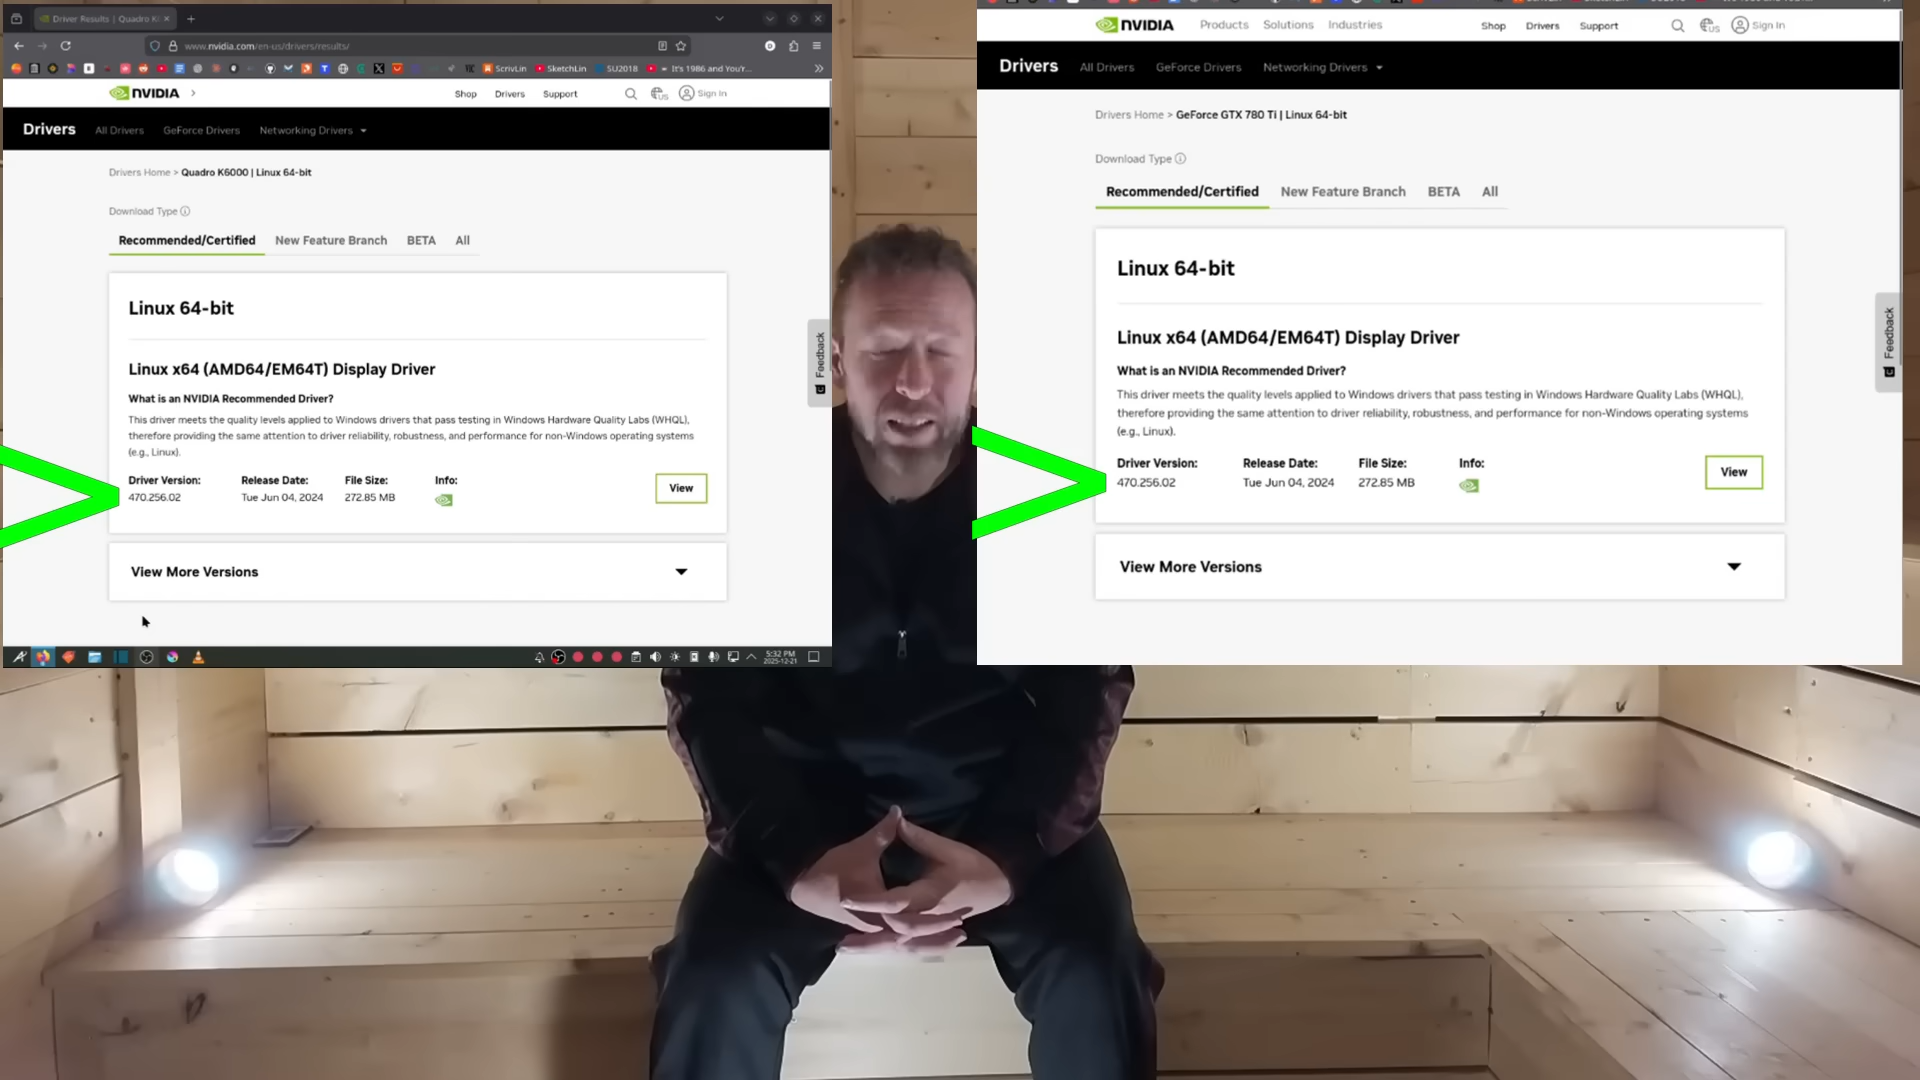 Driver Results | Quadro K
www.nvidia.com/en-us/drivers/results/
ScrivLin
SketchLin
SU2018
It's 1986 and You'r...
NVIDIA
Shop
Drivers
Support
US
Sign In
Drivers
All Drivers
GeForce Drivers
Networking Drivers
Drivers Home > Quadro K6000 | Linux 64-bit
Download Type
Recommended/Certified
New Feature Branch
BETA
All
Linux 64-bit
Linux x64 (AMD64/EM64T) Display Driver
What is an NVIDIA Recommended Driver?
This driver meets the quality levels applied to Windows drivers that pass testing in Windows Hardware Quality Labs (WHQL),
therefore providing the same attention to driver reliability, robustness, and performance for non-Windows operating systems
(e.g., Linux).
Driver Version: Release Date: File Size: Info:
470.256.02 Tue Jun 04, 2024 272.85 MB
View
View More Versions
Feedback
5:32 PM
2025-12-21
NVIDIA
Products
Solutions
Industries
Shop
Drivers
Support
US
Sign In
Drivers
All Drivers
GeForce Drivers
Networking Drivers
Drivers Home > GeForce GTX 780 Ti | Linux 64-bit
Download Type
Recommended/Certified
New Feature Branch
BETA
All
Linux 64-bit
Linux x64 (AMD64/EM64T) Display Driver
What is an NVIDIA Recommended Driver?
This driver meets the quality levels applied to Windows drivers that pass testing in Windows Hardware Quality Labs (WHQL),
therefore providing the same attention to driver reliability, robustness, and performance for non-Windows operating systems
(e.g., Linux).
Driver Version: Release Date: File Size: Info:
470.256.02 Tue Jun 04, 2024 272.85 MB
View
View More Versions
Feedback